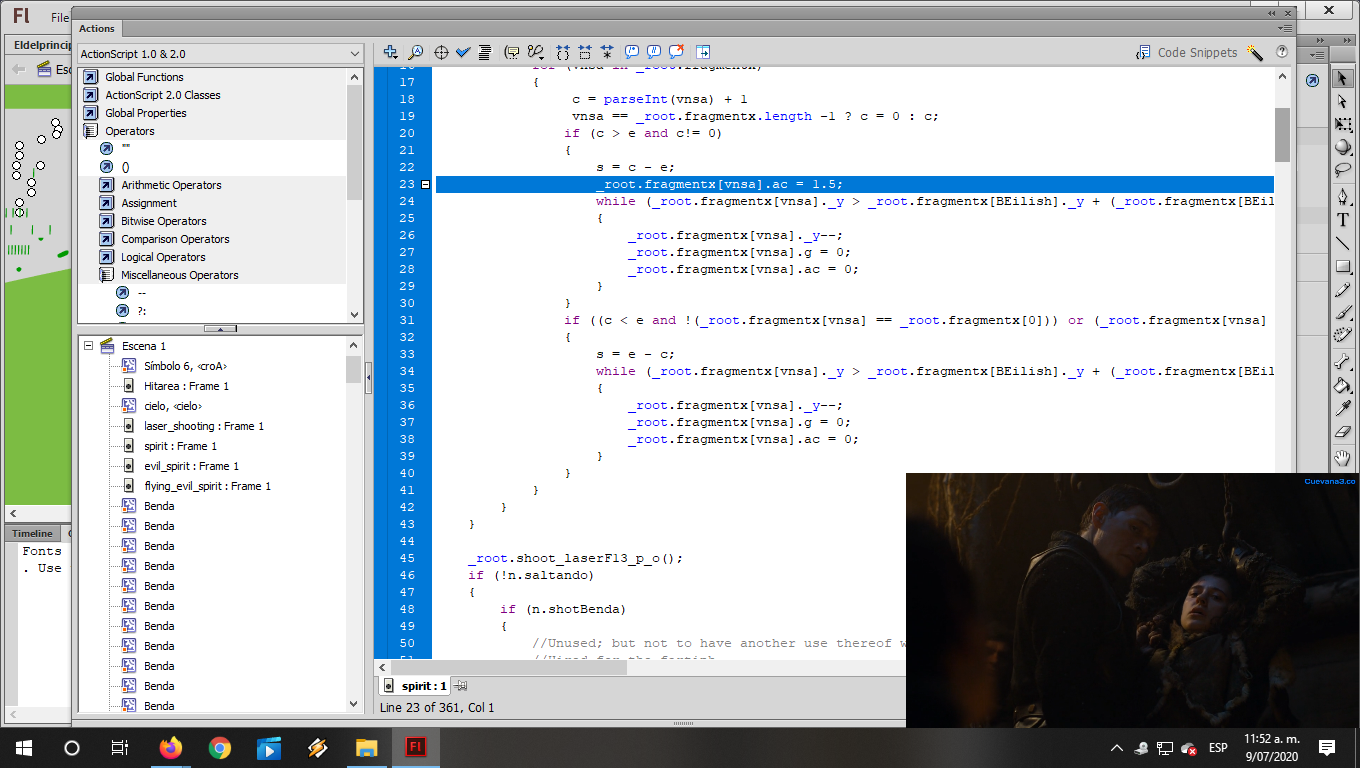 Fl File
Actions
Eldelprincip
Esc
ActionScript 1.0 & 2.0
Global Functions
ActionScript 2.0 Classes
Global Properties
Operators
""
()
Arithmetic Operators
Assignment
Bitwise Operators
Comparison Operators
Logical Operators
Miscellaneous Operators
--
?:
Escena 1
Símbolo 6, <croA>
Hitarea : Frame 1
cielo, <cielo>
laser_shooting : Frame 1
spirit : Frame 1
evil_spirit : Frame 1
flying_evil_spirit : Frame 1
Benda
Benda
Benda
Benda
Benda
Benda
Benda
Benda
Benda
Benda
Benda
Timeline
Fonts
. Use
Code Snippets
16 for (vnsa in _root.fragmentx)
17 {
18 c = parseInt(vnsa) + 1
19 vnsa == _root.fragmentx.length -1 ? c = 0 : c;
20 if (c > e and c!= 0)
21 {
22 s = c - e;
23 _root.fragmentx[vnsa].ac = 1.5;
24 while (_root.fragmentx[vnsa]._y > _root.fragmentx[BEilish]._y + (_root.fragmentx[BEil
25 {
26 _root.fragmentx[vnsa]._y--;
27 _root.fragmentx[vnsa].g = 0;
28 _root.fragmentx[vnsa].ac = 0;
29 }
30 }
31 if ((c < e and !(_root.fragmentx[vnsa] == _root.fragmentx[0])) or (_root.fragmentx[vnsa]
32 {
33 s = e - c;
34 while (_root.fragmentx[vnsa]._y > _root.fragmentx[BEilish]._y + (_root.fragmentx[BEil
35 {
36 _root.fragmentx[vnsa]._y--;
37 _root.fragmentx[vnsa].g = 0;
38 _root.fragmentx[vnsa].ac = 0;
39 }
40 }
41 }
42 }
43 }
44
45 _root.shoot_laserF13_p_o();
46 if (!n.saltando)
47 {
48 if (n.shotBenda)
49 {
50 //Unused; but not to have another use thereof w
51
spirit : 1
Line 23 of 361, Col 1
Cuevana3.co
Fl
ESP
11:52 a. m.
9/07/2020